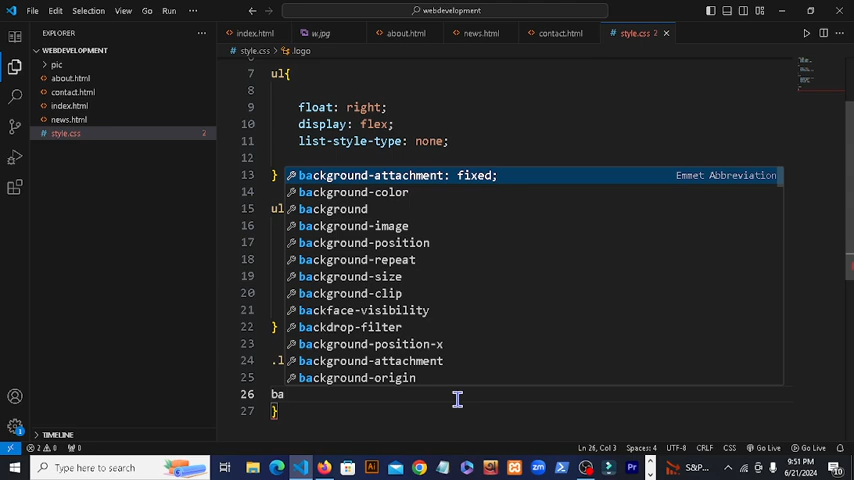 File Edit Selection View Go Run ... webdevelopment
EXPLORER ... index.html w.jpg about.html news.html contact.html # style.css 2
# style.css > .logo
WEBDEVELOPMENT
pic
about.html
contact.html
index.html
news.html
# style.css 2
7 ul{
8
9 float: right;
10 display: flex;
11 list-style-type: none;
12
13 } background-attachment: fixed; Emmet Abbreviation
14 background-color
15 ul background
16 background-image
17 background-position
18 background-repeat
19 background-size
20 background-clip
21 backface-visibility
22 } backdrop-filter
23 background-position-x
24 .l background-attachment
25 background-origin
26 ba
27 }
TIMELINE
2 0 0 Ln 26, Col 3 Spaces: 4 UTF-8 CRLF CSS Go Live Go Live
Type here to search S&P... 9:51 PM
6/21/2024